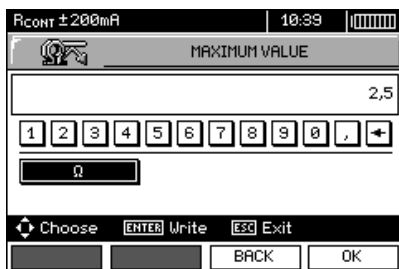 RCONT ±200mA 10:39
MAXIMUM VALUE
2,5
1 2 3 4 5 6 7 8 9 0 , ←
Ω
Choose ENTER Write ESC Exit
BACK OK